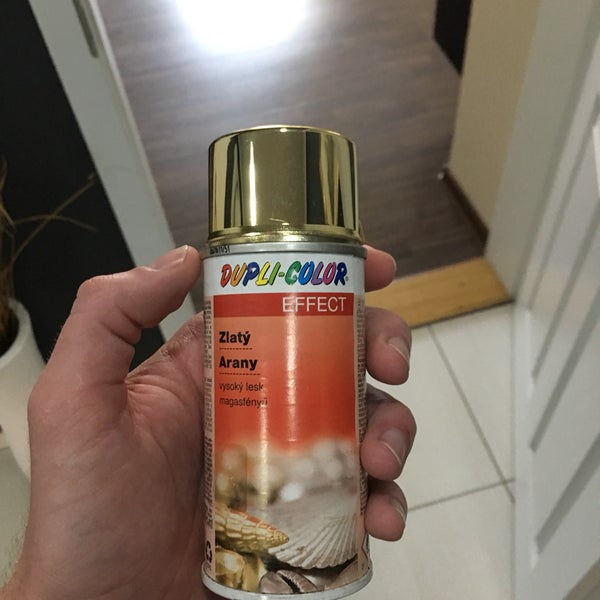 DUPLI-COLOR
EFFECT
Zlatý
Arany
vysoký lesk
magasfényű